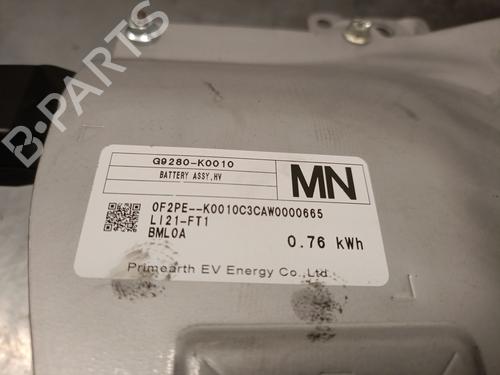 B-PARTS
G9280-K0010
BATTERY ASSY,HV
MN
0F2PE--K0010C3CAW0000665
LI21-FT1
BML0A
0.76 kWh
Primearth EV Energy Co.,Ltd.